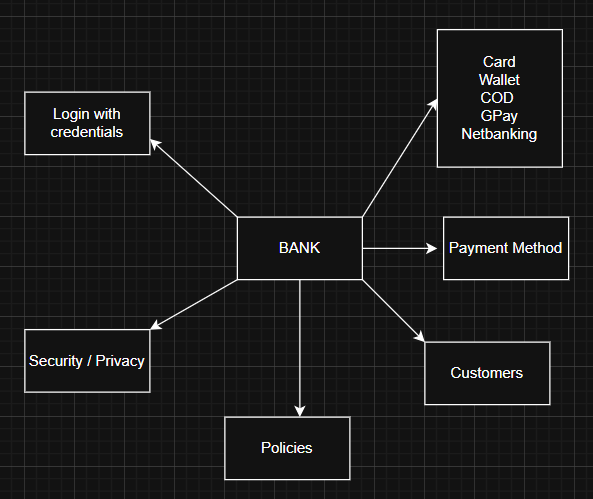 Card
Wallet
COD
GPay
Netbanking
Login with
credentials
BANK
Payment Method
Security / Privacy
Customers
Policies